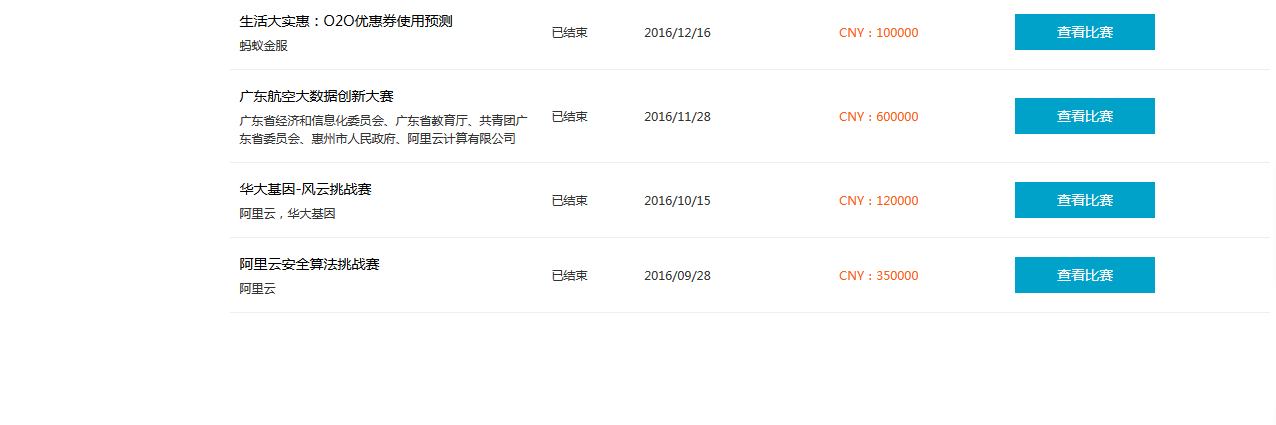 生活大实惠：O2O优惠券使用预测
蚂蚁金服
已结束
2016/12/16
CNY：100000
查看比赛
广东航空大数据创新大赛
广东省经济和信息化委员会、广东省教育厅、共青团广
东省委员会、惠州市人民政府、阿里云计算有限公司
已结束
2016/11/28
CNY：600000
查看比赛
华大基因-风云挑战赛
阿里云，华大基因
已结束
2016/10/15
CNY：120000
查看比赛
阿里云安全算法挑战赛
阿里云
已结束
2016/09/28
CNY：350000
查看比赛